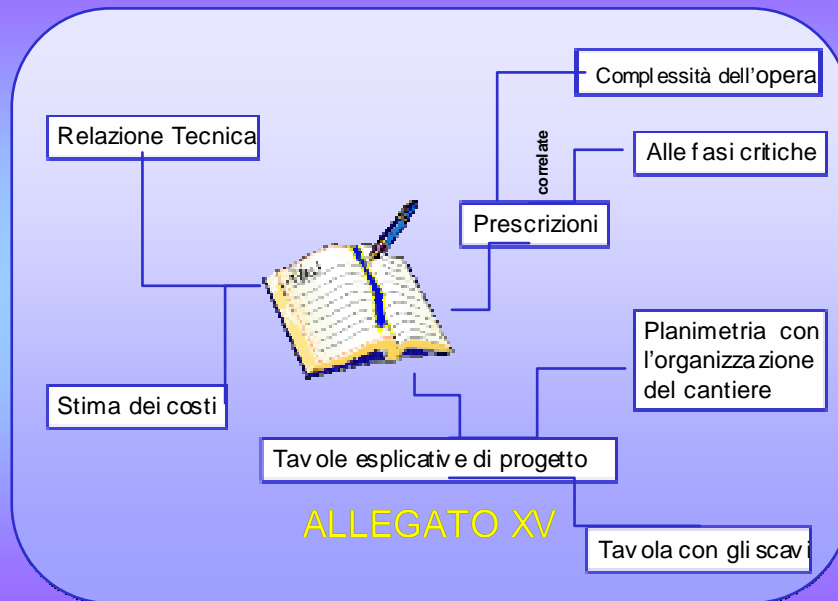 Complessità dell'opera
Relazione Tecnica
correlate
Alle fasi critiche
Prescrizioni
Planimetria con
l'organizzazione
del cantiere
Stima dei costi
Tavole esplicative di progetto
ALLEGATO XV
Tavola con gli scavi